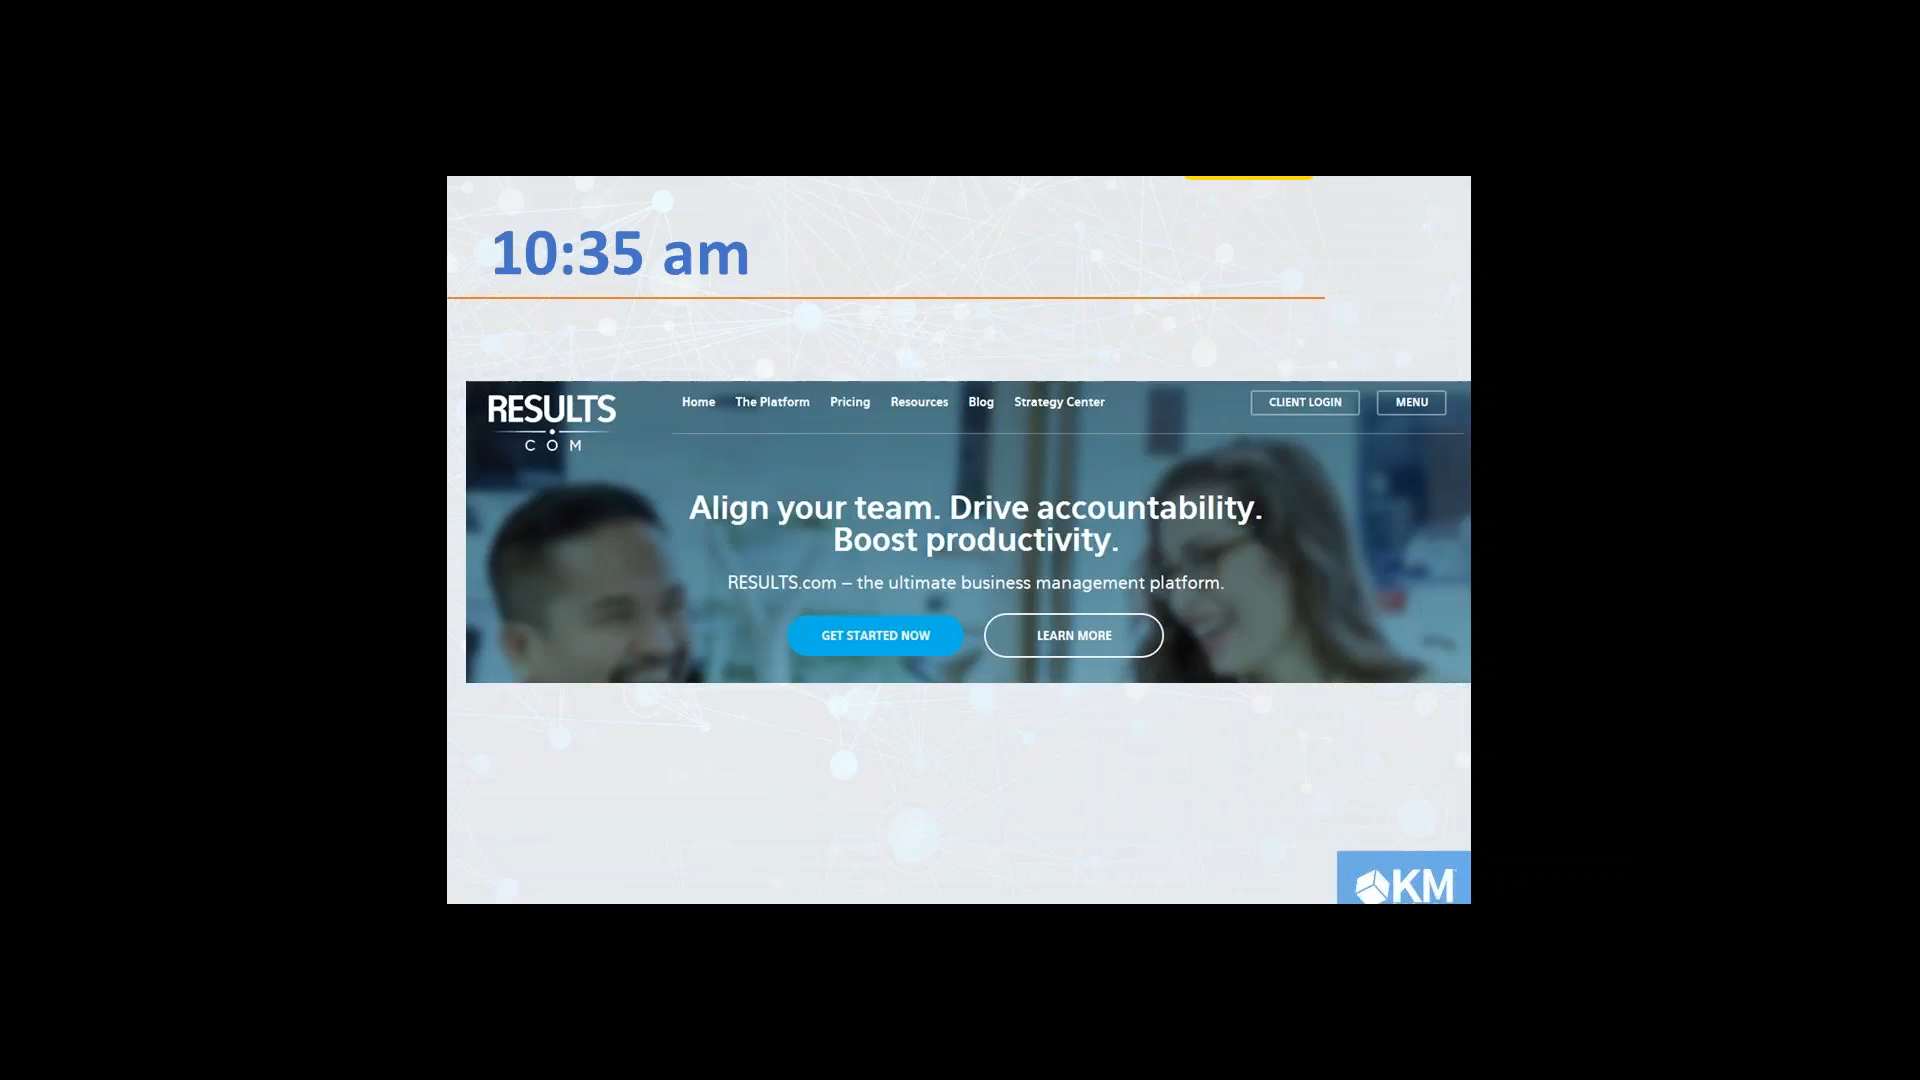 10:35 am
RESULTS
COM
Home The Platform Pricing Resources Blog Strategy Center
CLIENT LOGIN MENU
Align your team. Drive accountability.
Boost productivity.
RESULTS.com – the ultimate business management platform.
GET STARTED NOW LEARN MORE
KM